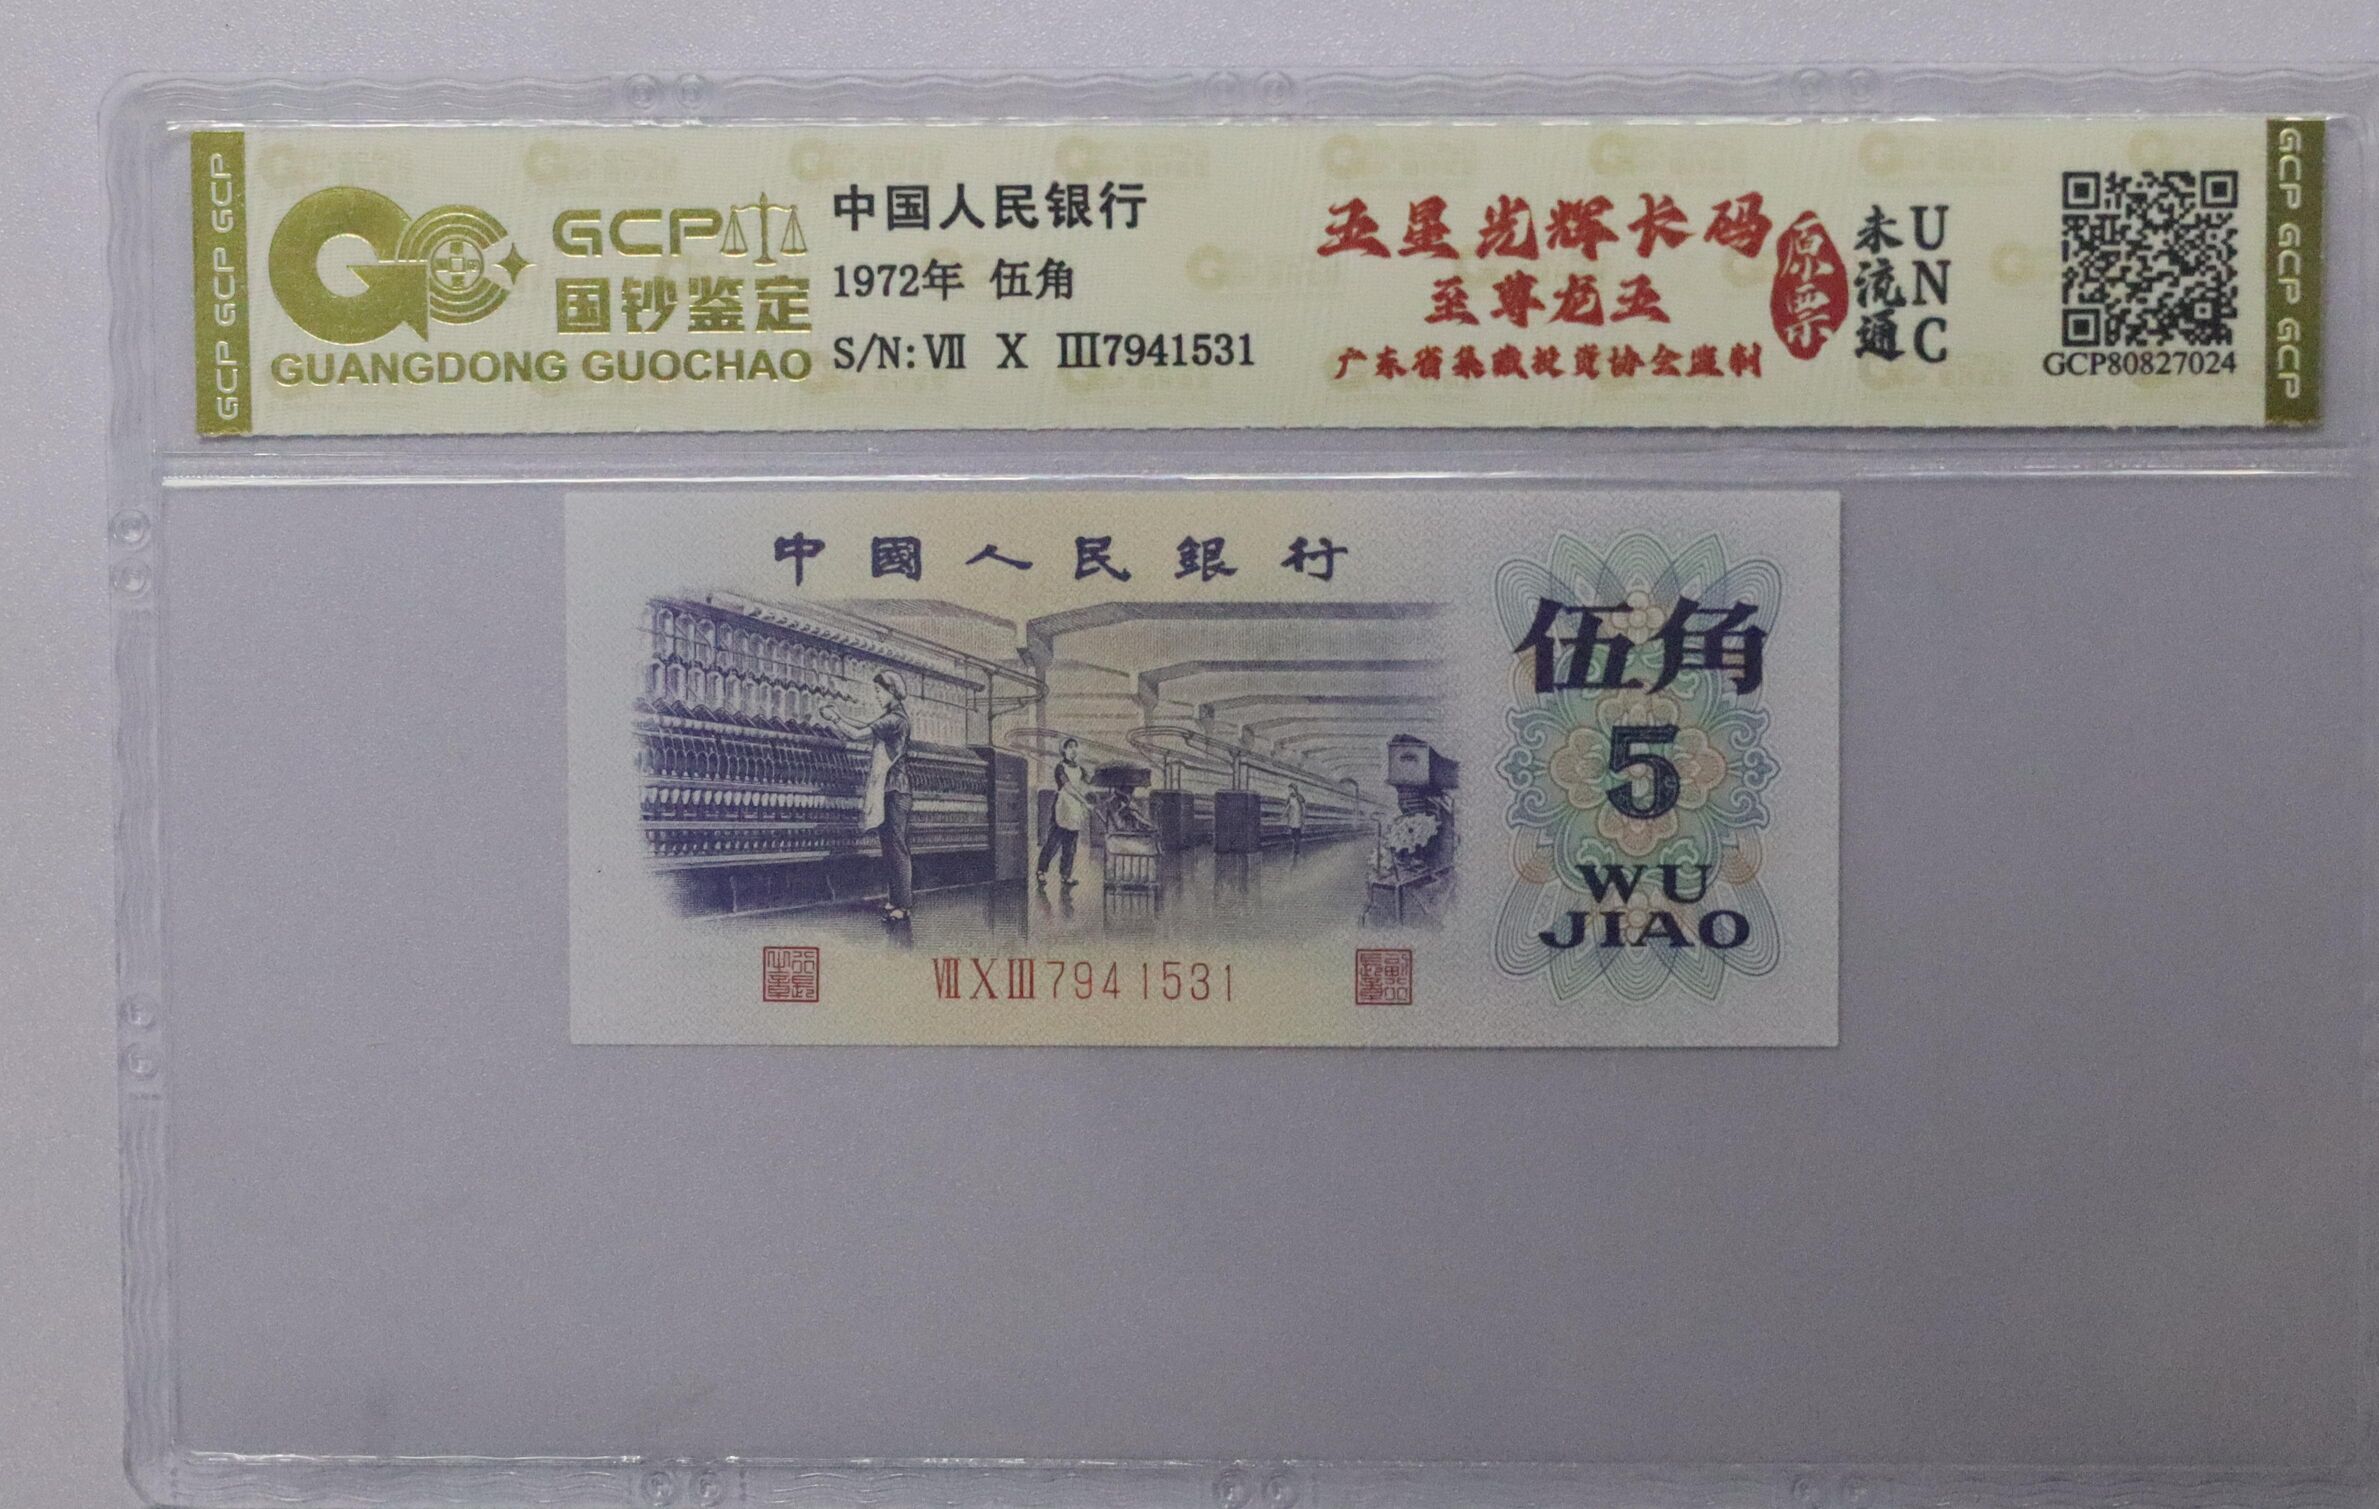 GCP GCP GCP
GCP
国钞鉴定
GUANGDONG GUOCHAO
中国人民银行
1972年 伍角
S/N: Ⅶ Ⅹ Ⅲ7941531
五星光辉长码
至尊龙五
广东省集藏投资协会监制
原票
未流通
UNC
GCP80827024
GCP GCP GCP
中國人民銀行
伍角
5
WU
JIAO
ⅦⅩⅢ7941531